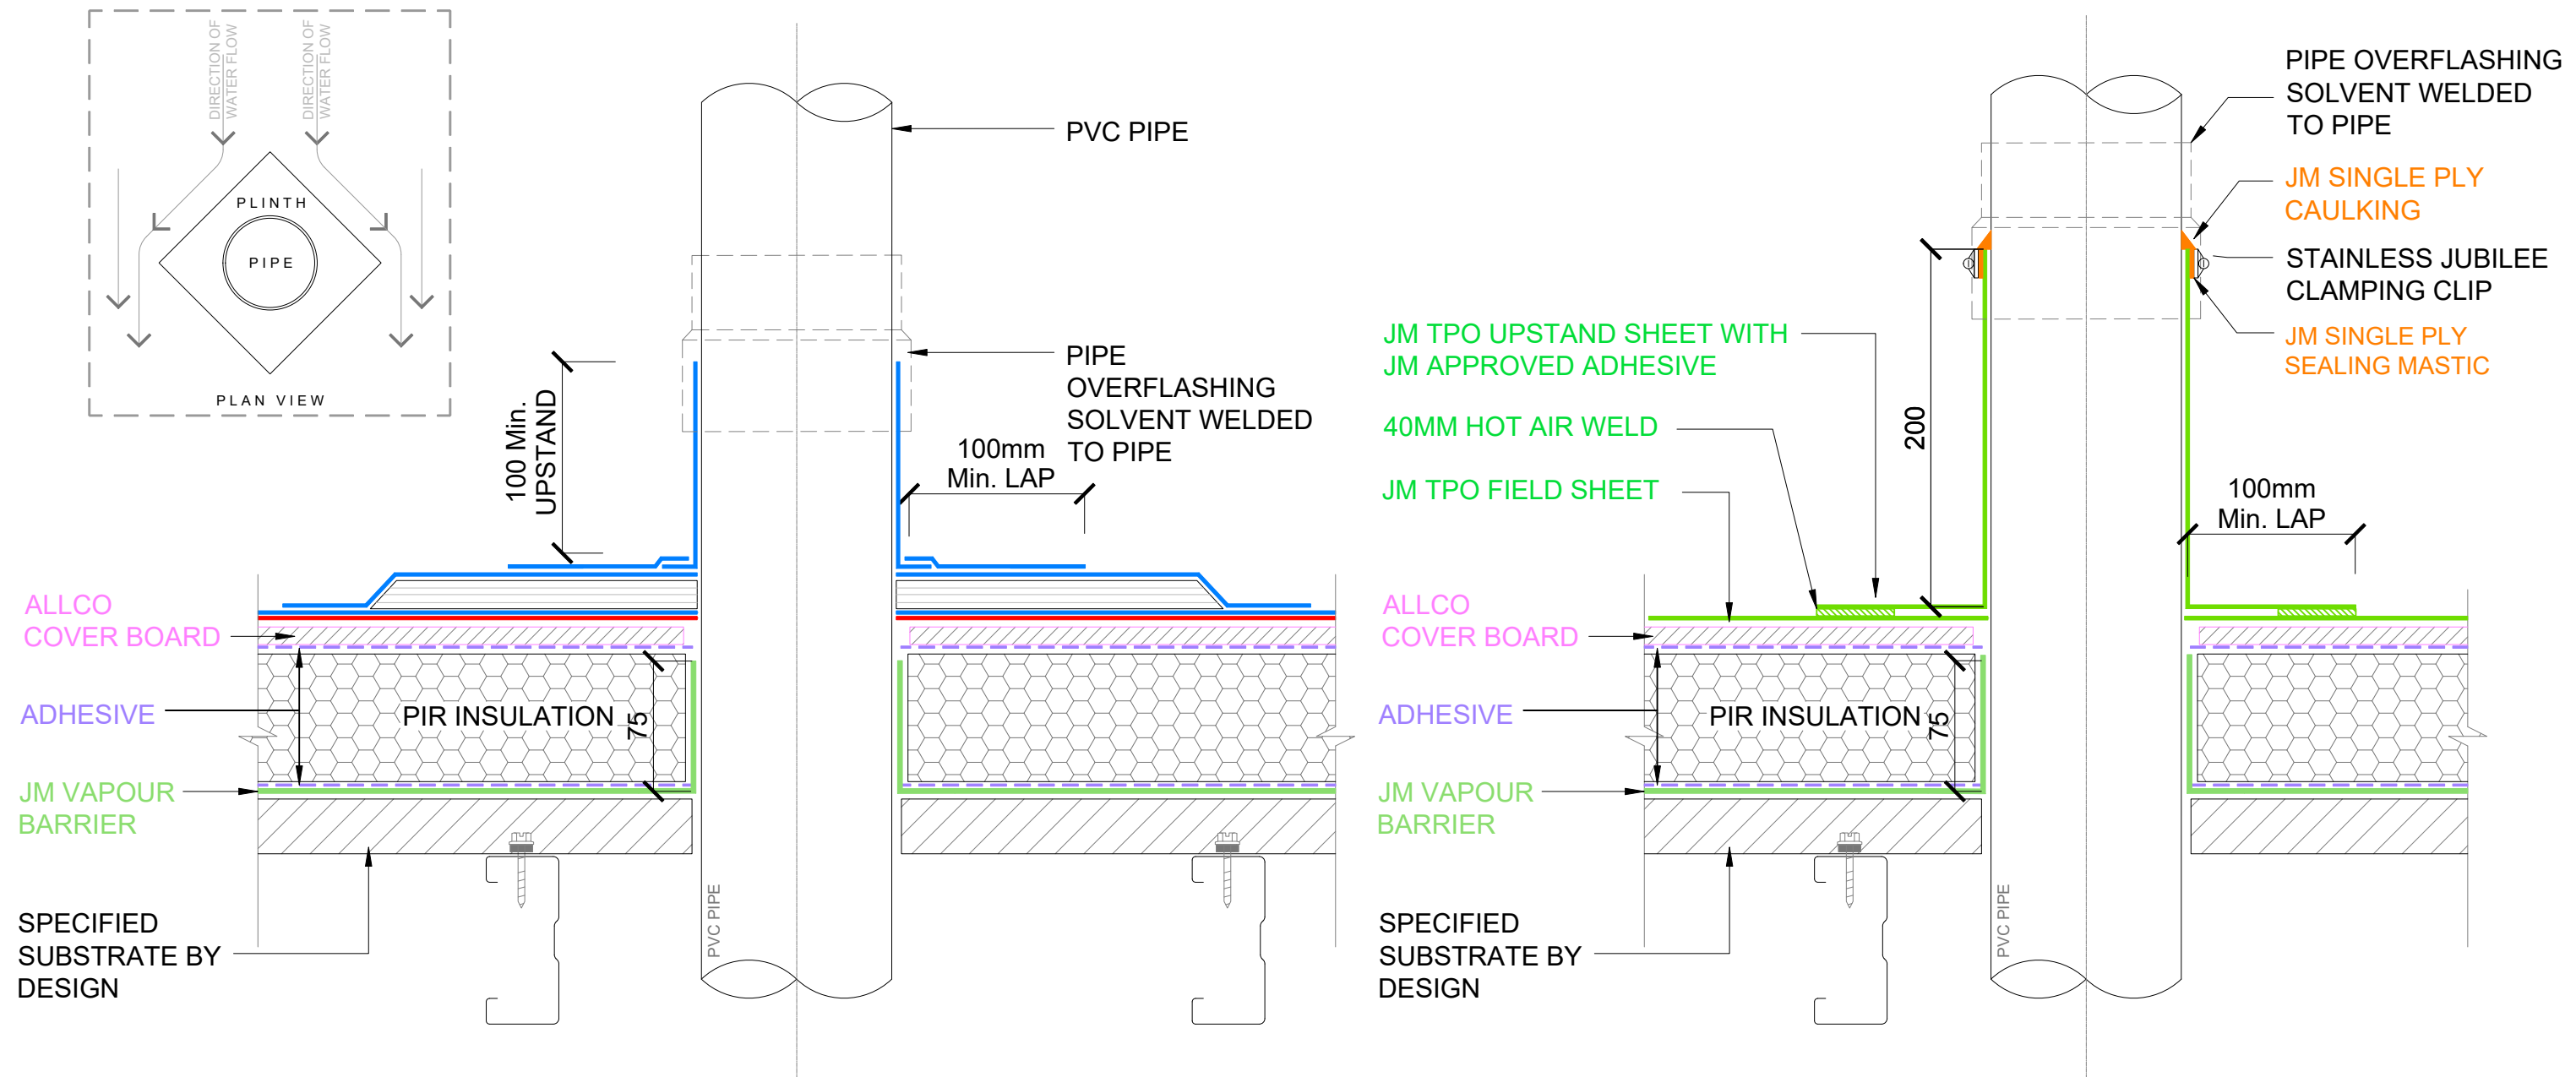 DIRECTION OF
WATER FLOW
DIRECTION OF
WATER FLOW
PLINTH
PIPE
PLAN VIEW
PVC PIPE
PIPE
OVERFLASHING
SOLVENT WELDED
TO PIPE
100 Min.
UPSTAND
100mm
Min. LAP
ALLCO
COVER BOARD
ADHESIVE
PIR INSULATION
75
JM VAPOUR
BARRIER
SPECIFIED
SUBSTRATE BY
DESIGN
PVC PIPE
PIPE OVERFLASHING
SOLVENT WELDED
TO PIPE
JM SINGLE PLY
CAULKING
STAINLESS JUBILEE
CLAMPING CLIP
JM SINGLE PLY
SEALING MASTIC
JM TPO UPSTAND SHEET WITH
JM APPROVED ADHESIVE
40MM HOT AIR WELD
JM TPO FIELD SHEET
200
100mm
Min. LAP
ALLCO
COVER BOARD
ADHESIVE
PIR INSULATION
75
JM VAPOUR
BARRIER
SPECIFIED
SUBSTRATE BY
DESIGN
PVC PIPE